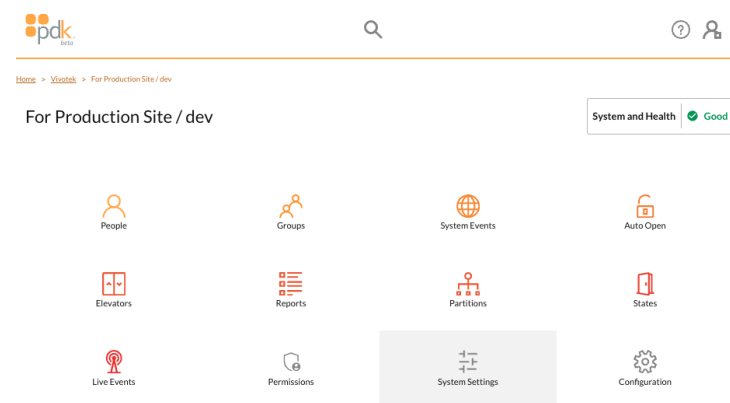 pdk.
beta
Home > Vivotek > For Production Site / dev
For Production Site / dev
System and Health Good
People Groups System Events Auto Open
Elevators Reports Partitions States
Live Events Permissions System Settings Configuration